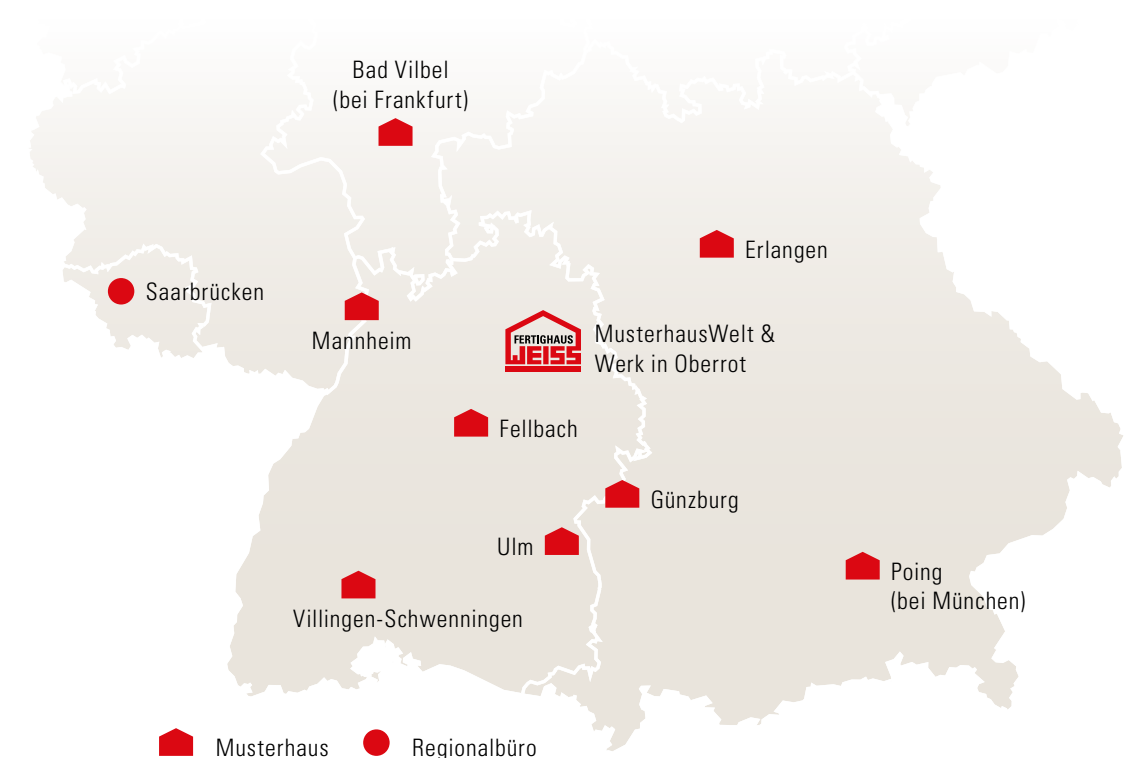 Bad Vilbel
(bei Frankfurt)
Erlangen
Saarbrücken
Mannheim
FERTIGHAUS
WEISS
MusterhausWelt &
Werk in Oberrot
Fellbach
Günzburg
Ulm
Poing
(bei München)
Villingen-Schwenningen
Musterhaus
Regionalbüro